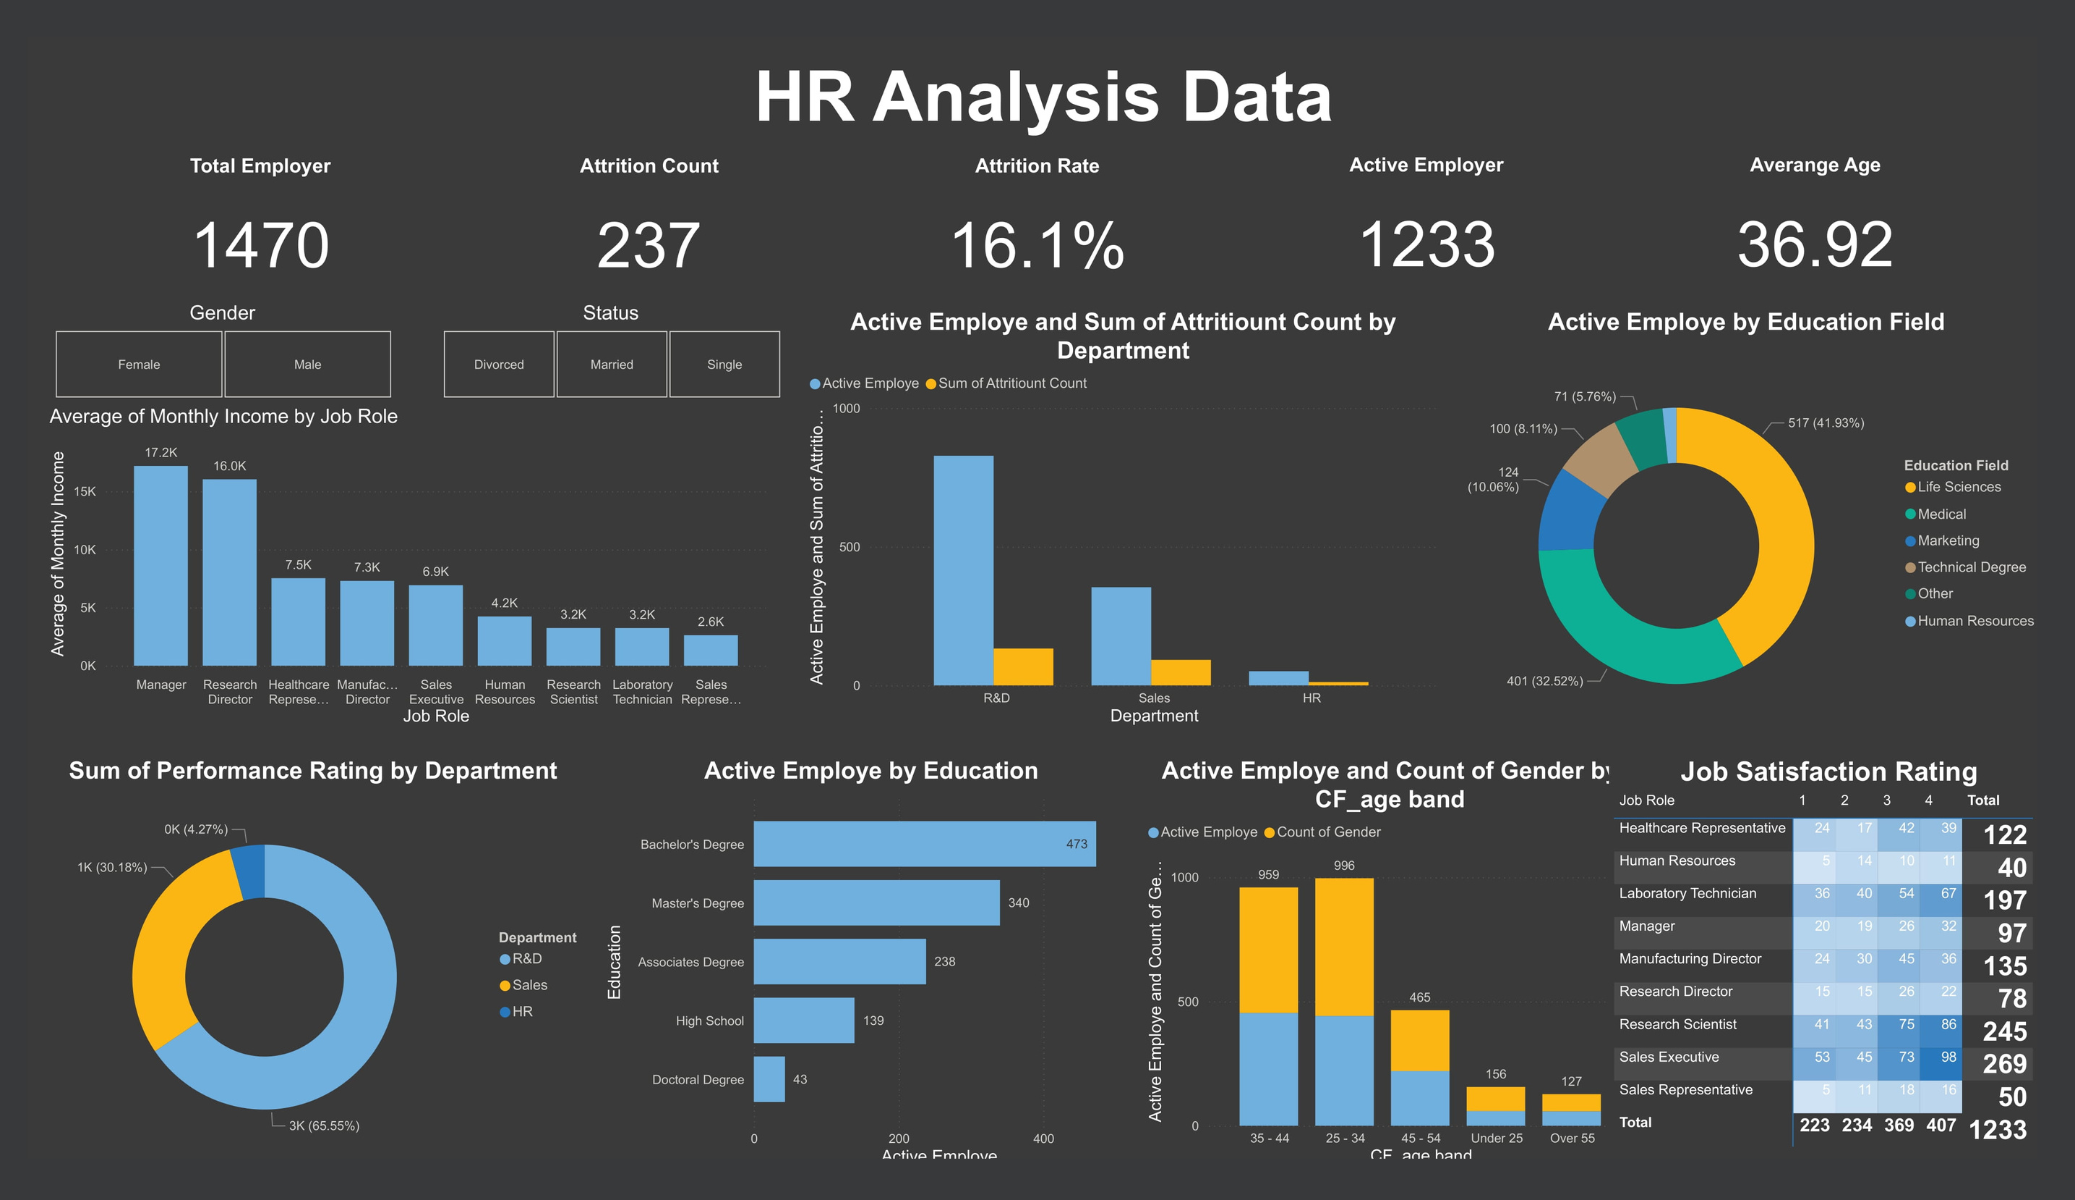 HR Analysis Data
Total Employer
Attrition Count
Attrition Rate
Active Employer
Averange Age
1470
237
16.1%
1233
36.92
Gender
Female
Male
Status
Divorced
Married
Single
Average of Monthly Income by Job Role
Average of Monthly Income
15K
10K
5K
0K
17.2K
16.0K
7.5K
7.3K
6.9K
4.2K
3.2K
3.2K
2.6K
Manager
Research
Director
Healthcare
Represe...
Manufac...
Director
Sales
Executive
Human
Resources
Research
Scientist
Laboratory
Technician
Sales
Represe...
Job Role
Active Employe and Sum of Attritiount Count by
Department
Active Employe
Sum of Attritiount Count
Active Employe and Sum of Attritio...
1000
500
0
R&D
Sales
HR
Department
Active Employe by Education Field
71 (5.76%)
100 (8.11%)
124
(10.06%)
401 (32.52%)
517 (41.93%)
Education Field
Life Sciences
Medical
Marketing
Technical Degree
Other
Human Resources
Sum of Performance Rating by Department
0K (4.27%)
1K (30.18%)
3K (65.55%)
Department
R&D
Sales
HR
Active Employe by Education
Education
Bachelor's Degree
473
Master's Degree
340
Associates Degree
238
High School
139
Doctoral Degree
43
0
200
400
Active Employe
Active Employe and Count of Gender by
CF_age band
Active Employe
Count of Gender
Active Employe and Count of Ge...
1000
500
0
959
996
465
156
127
35 - 44
25 - 34
45 - 54
Under 25
Over 55
CF_age band
Job Satisfaction Rating
Job Role 1 2 3 4 Total
Healthcare Representative 24 17 42 39 122
Human Resources 5 14 10 11 40
Laboratory Technician 36 40 54 67 197
Manager 20 19 26 32 97
Manufacturing Director 24 30 45 36 135
Research Director 15 15 26 22 78
Research Scientist 41 43 75 86 245
Sales Executive 53 45 73 98 269
Sales Representative 5 11 18 16 50
Total 223 234 369 407 1233